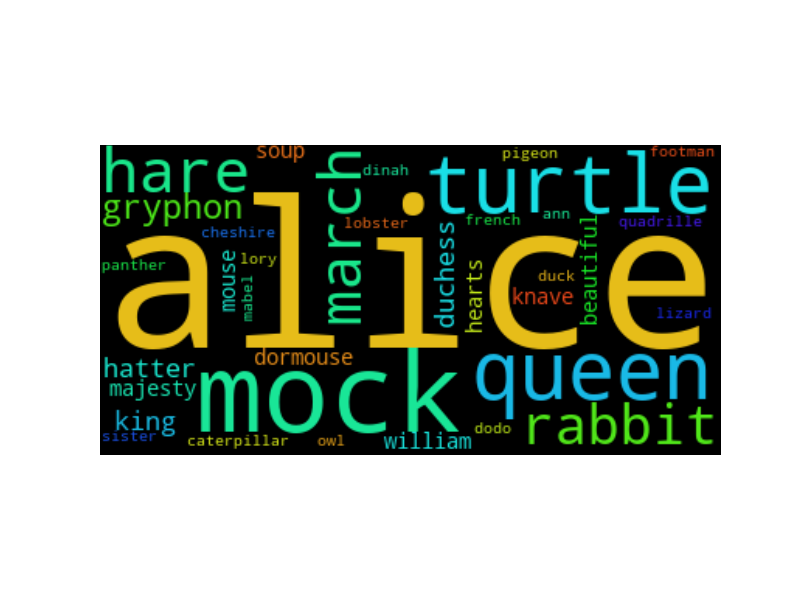 soup
pigeon
footman
hare
march
dinah
turtle
gryphon
lobster
french
ann
quadrille
cheshire
alice
panther
mouse
lory
mabel
duchess
hearts
duck
knave
beautiful
lizard
hatter
dormouse
queen
majesty
mock
king
rabbit
sister
caterpillar
owl
william
dodo